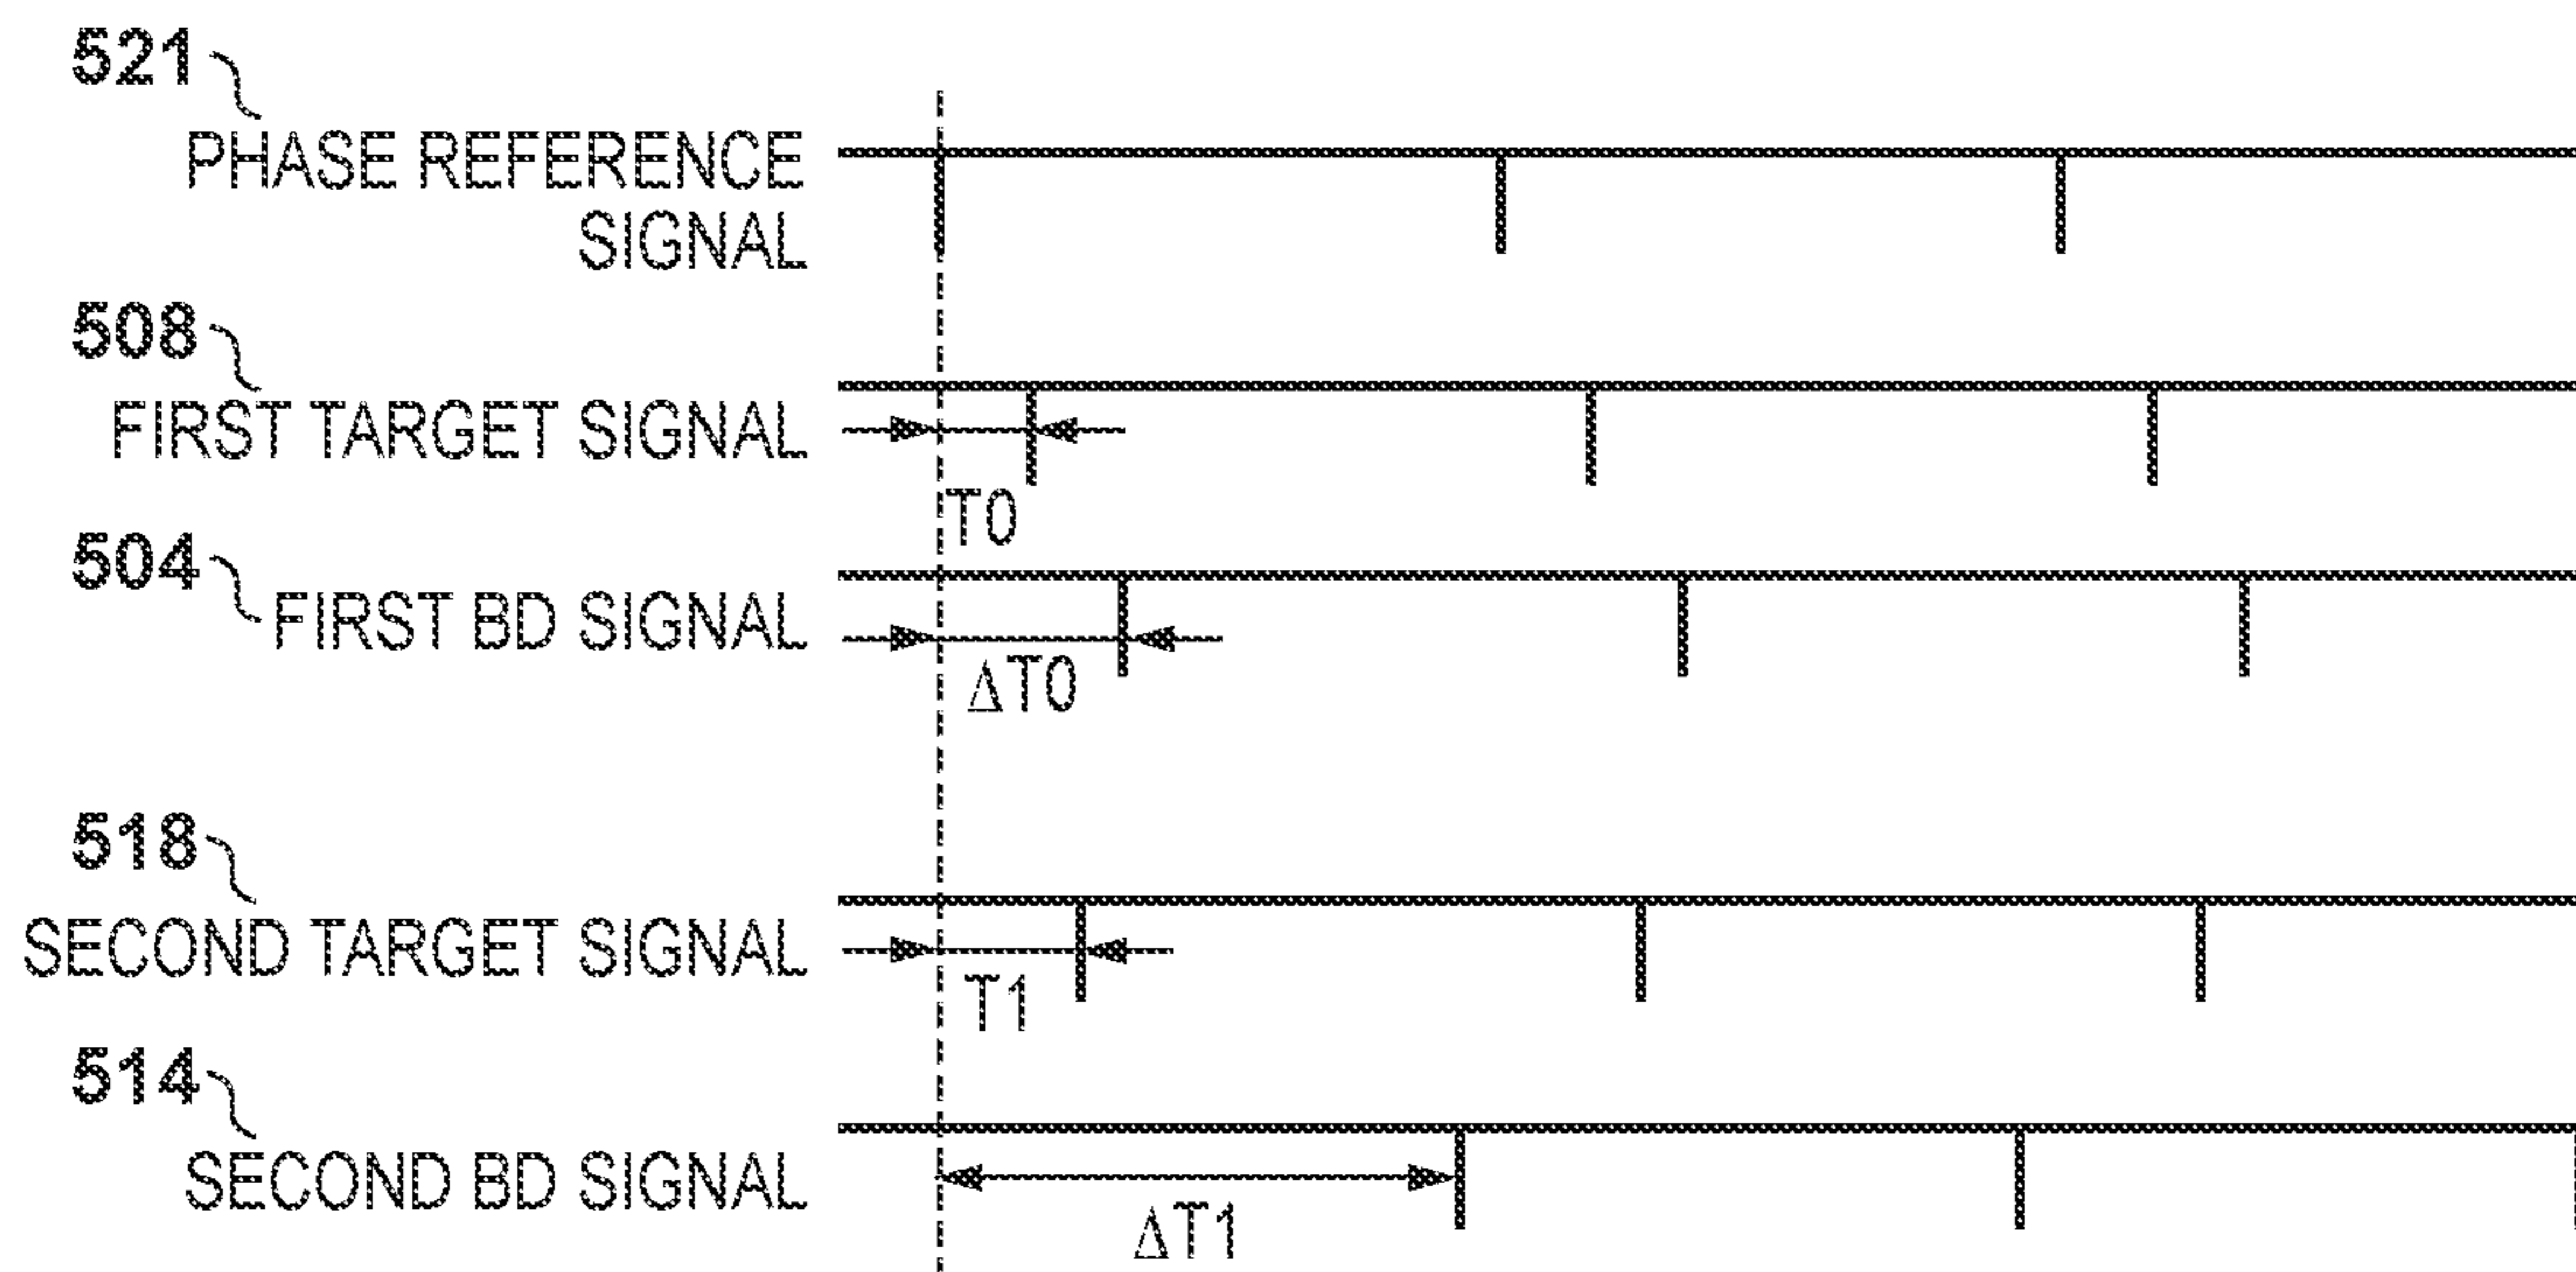 521
PHASE REFERENCE
SIGNAL
508
FIRST TARGET SIGNAL
T0
504
FIRST BD SIGNAL
ΔT0
518
SECOND TARGET SIGNAL
T1
514
SECOND BD SIGNAL
ΔT1